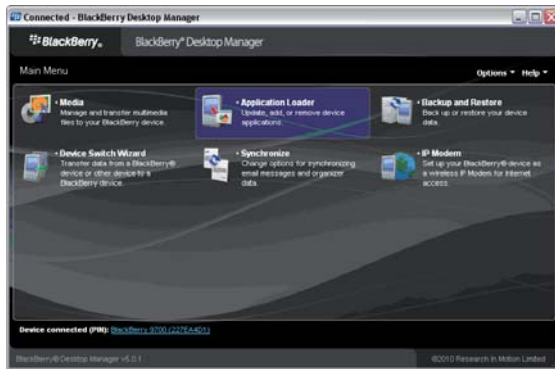 Connected - BlackBerry Desktop Manager
BlackBerry®
BlackBerry® Desktop Manager
Main Menu
Options
Help
Media
Manage and transfer multimedia
files to your BlackBerry device.
Application Loader
Update, add, or remove device
applications.
Backup and Restore
Back up or restore your device
data.
Device Switch Wizard
Transfer data from a BlackBerry®
device or other device to a
BlackBerry device.
Synchronize
Change options for synchronizing
email messages and organizer
data.
IP Modem
Set up your BlackBerry® device as
a wireless IP Modem for Internet
access.
Device connected (PIN): BlackBerry 9700 (227EA4D1)
BlackBerry® Desktop Manager v5.0.1
©2010 Research In Motion Limited